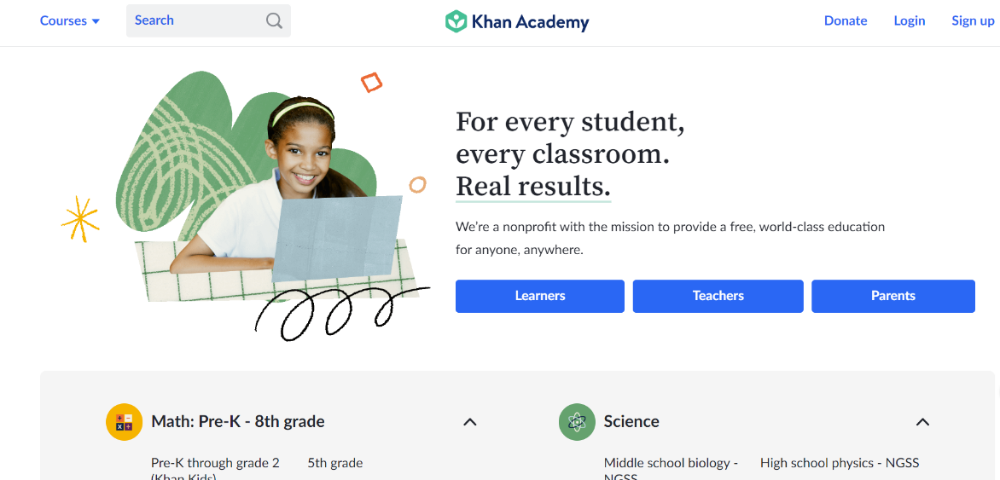 Courses
Search
Khan Academy
Donate
Login
Sign up
For every student,
every classroom.
Real results.
We're a nonprofit with the mission to provide a free, world-class education
for anyone, anywhere.
Learners
Teachers
Parents
Math: Pre-K - 8th grade
Pre-K through grade 2
(Khan Kids)
5th grade
Science
Middle school biology -
NGSS
High school physics - NGSS